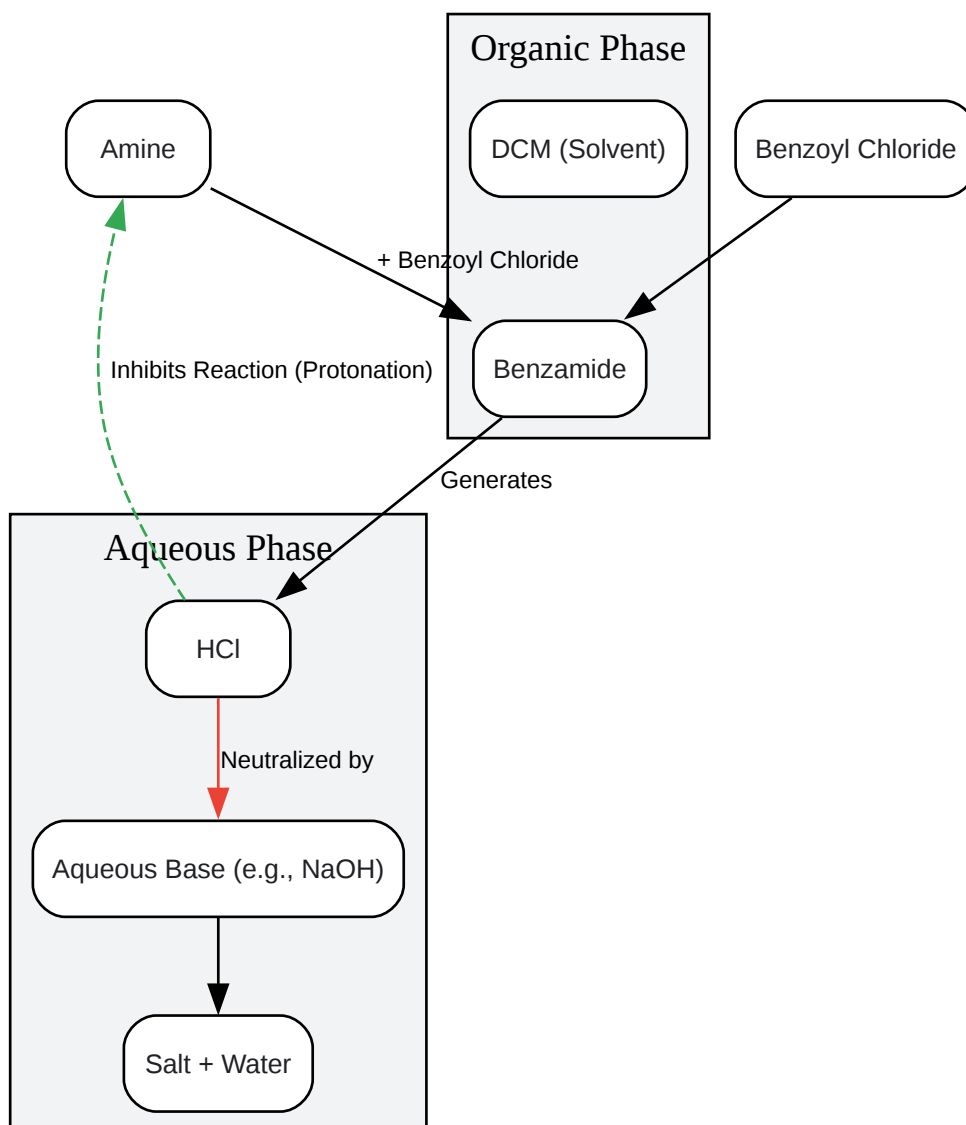 Organic Phase
Amine
DCM (Solvent)
Benzoyl Chloride
+ Benzoyl Chloride
Inhibits Reaction (Protonation)
Benzamide
Generates
Aqueous Phase
HCl
Neutralized by
Aqueous Base (e.g., NaOH)
Salt + Water